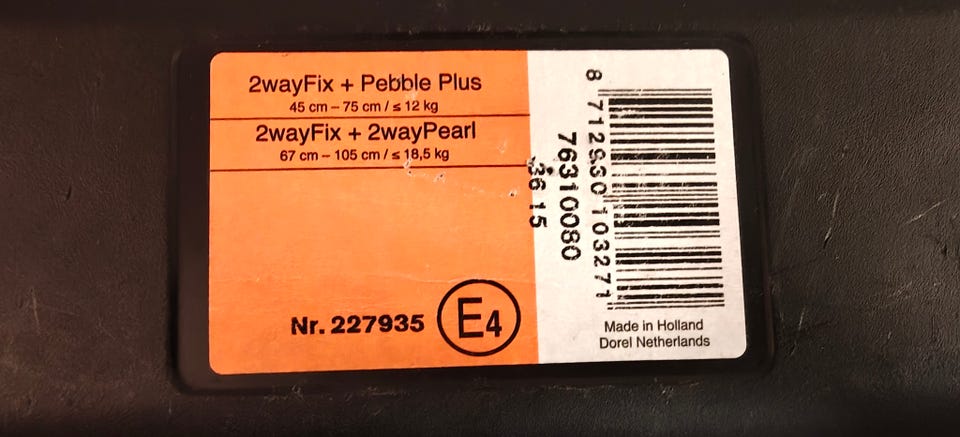 2wayFix + Pebble Plus
45 cm – 75 cm / ≤ 12 kg
2wayFix + 2wayPearl
67 cm – 105 cm / ≤ 18,5 kg
Nr. 227935
E4
26 15
76310080
8 712930 103271
Made in Holland
Dorel Netherlands